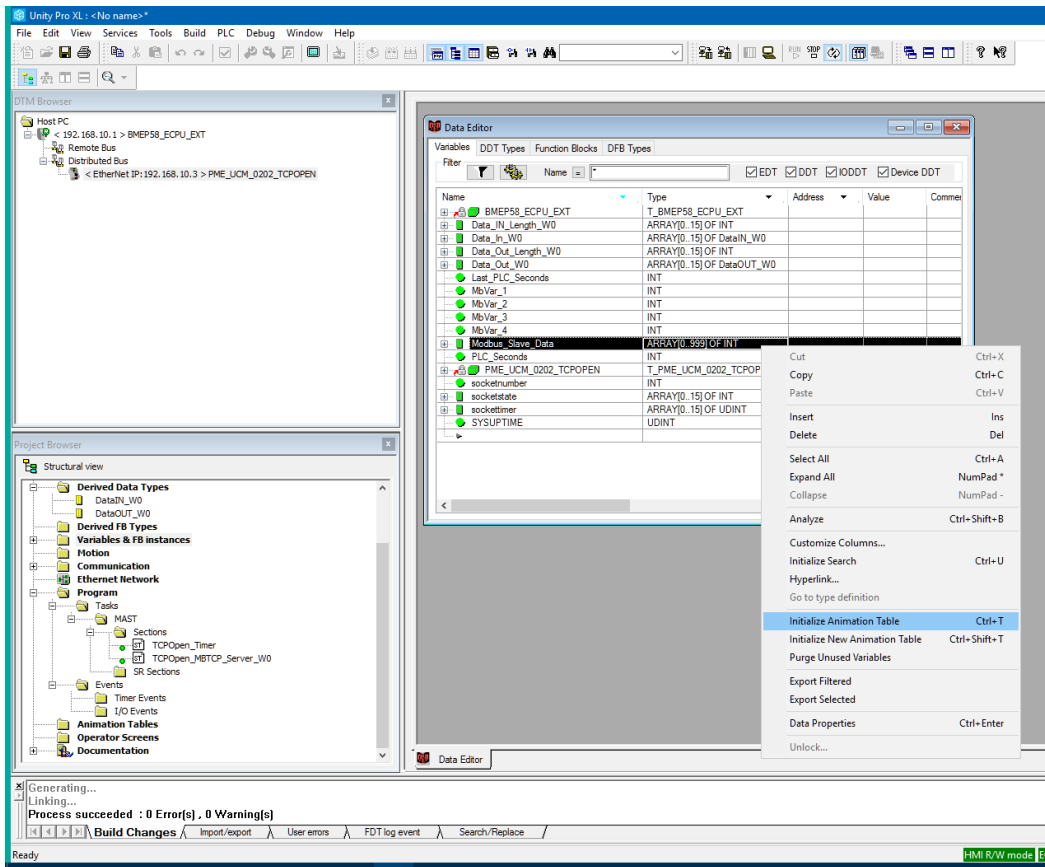 Unity Pro XL : <No name>*
File Edit View Services Tools Build PLC Debug Window Help
RUN STOP
DTM Browser
Host PC
< 192.168.10.1 > BMEP58_ECPU_EXT
Remote Bus
Distributed Bus
< EtherNet IP:192.168.10.3 > PME_UCM_0202_TCPOPEN
Data Editor
Variables DDT Types Function Blocks DFB Types
Filter Name = * EDT DDT IODDT Device DDT
Name Type Address Value Commer
BMEP58_ECPU_EXT T_BMEP58_ECPU_EXT
Data_IN_Length_W0 ARRAY[0..15] OF INT
Data_In_W0 ARRAY[0..15] OF DataIN_W0
Data_Out_Length_W0 ARRAY[0..15] OF INT
Data_Out_W0 ARRAY[0..15] OF DataOUT_W0
Last_PLC_Seconds INT
MbVar_1 INT
MbVar_2 INT
MbVar_3 INT
MbVar_4 INT
Modbus_Slave_Data ARRAY[0..999] OF INT
PLC_Seconds INT
PME_UCM_0202_TCPOPEN T_PME_UCM_0202_TCPOP
socketnumber INT
socketstate ARRAY[0..15] OF INT
sockettimer ARRAY[0..15] OF UDINT
SYSUPTIME UDINT
Cut Ctrl+X
Copy Ctrl+C
Paste Ctrl+V
Insert Ins
Delete Del
Select All Ctrl+A
Expand All NumPad *
Collapse NumPad -
Analyze Ctrl+Shift+B
Customize Columns...
Initialize Search Ctrl+U
Hyperlink...
Go to type definition
Initialize Animation Table Ctrl+T
Initialize New Animation Table Ctrl+Shift+T
Purge Unused Variables
Export Filtered
Export Selected
Data Properties Ctrl+Enter
Unlock...
Project Browser
Structural view
Derived Data Types
DataIN_W0
DataOUT_W0
Derived FB Types
Variables & FB instances
Motion
Communication
Ethernet Network
Program
Tasks
MAST
Sections
ST TCPOpen_Timer
ST TCPOpen_MBTCP_Server_W0
SR Sections
Events
Timer Events
I/O Events
Animation Tables
Operator Screens
Documentation
Data Editor
Generating...
Linking...
Process succeeded : 0 Error(s) , 0 Warning(s)
Build Changes Import/export User errors FDT log event Search/Replace
Ready HMI R/W mode